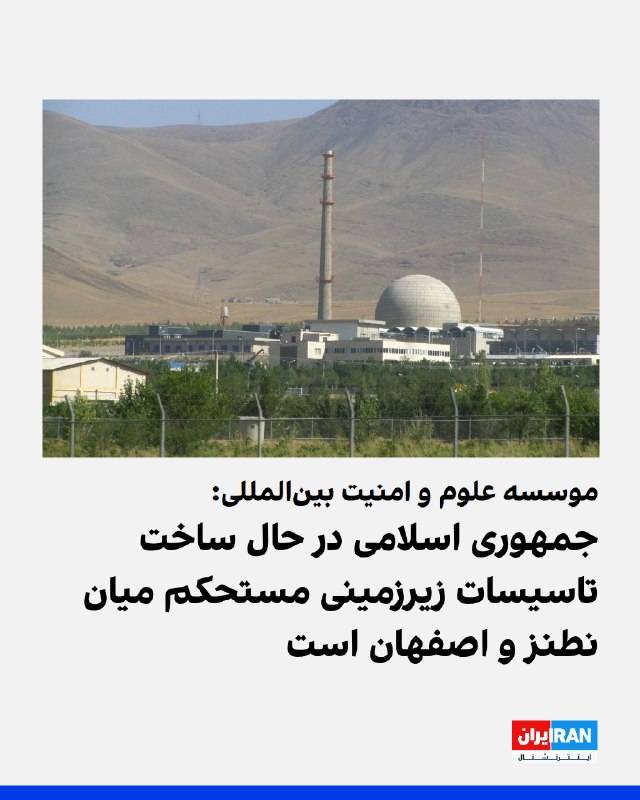 موسسه علوم و امنیت بین‌المللی:
جمهوری اسلامی در حال ساخت
تاسیسات زیرزمینی مستحکم میان
نطنز و اصفهان است
ایران IRAN
اینترنشنال